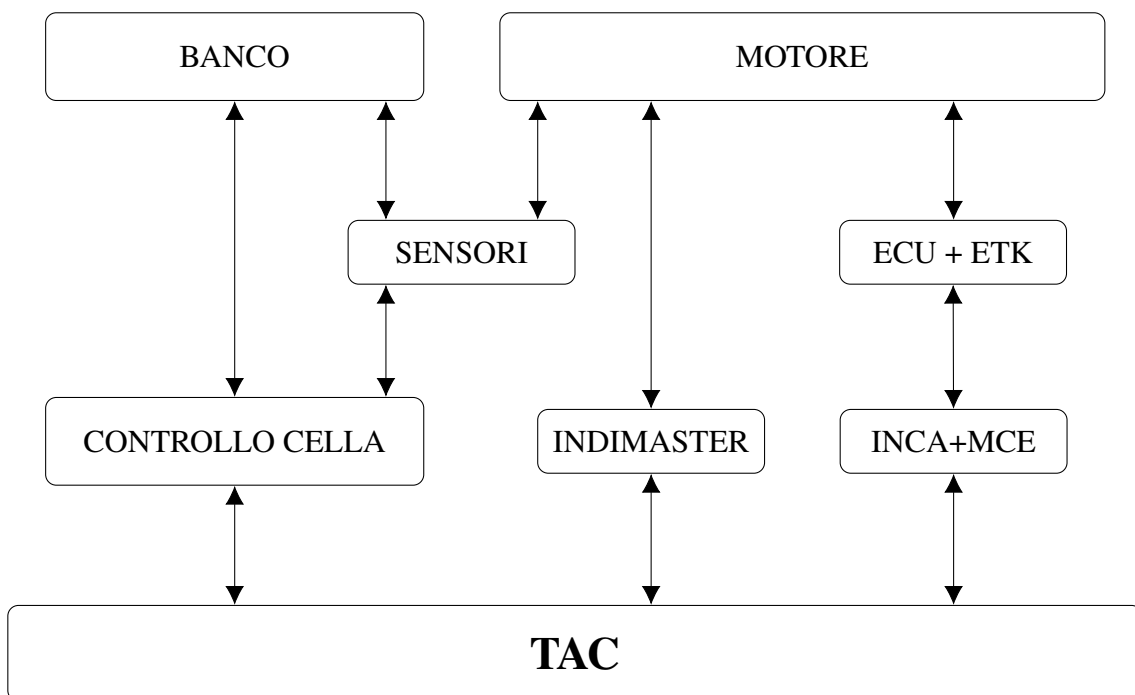 BANCO
MOTORE
SENSORI
ECU + ETK
CONTROLLO CELLA
INDIMASTER
INCA+MCE
TAC